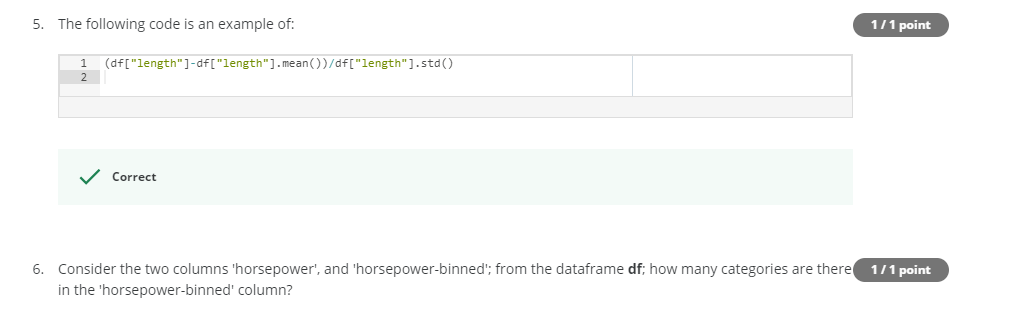 5. The following code is an example of:
1/1 point
1 (df["length"]-df["length"].mean())/df["length"].std()
2
Correct
6. Consider the two columns 'horsepower', and 'horsepower-binned'; from the dataframe df; how many categories are there
1/1 point
in the 'horsepower-binned' column?